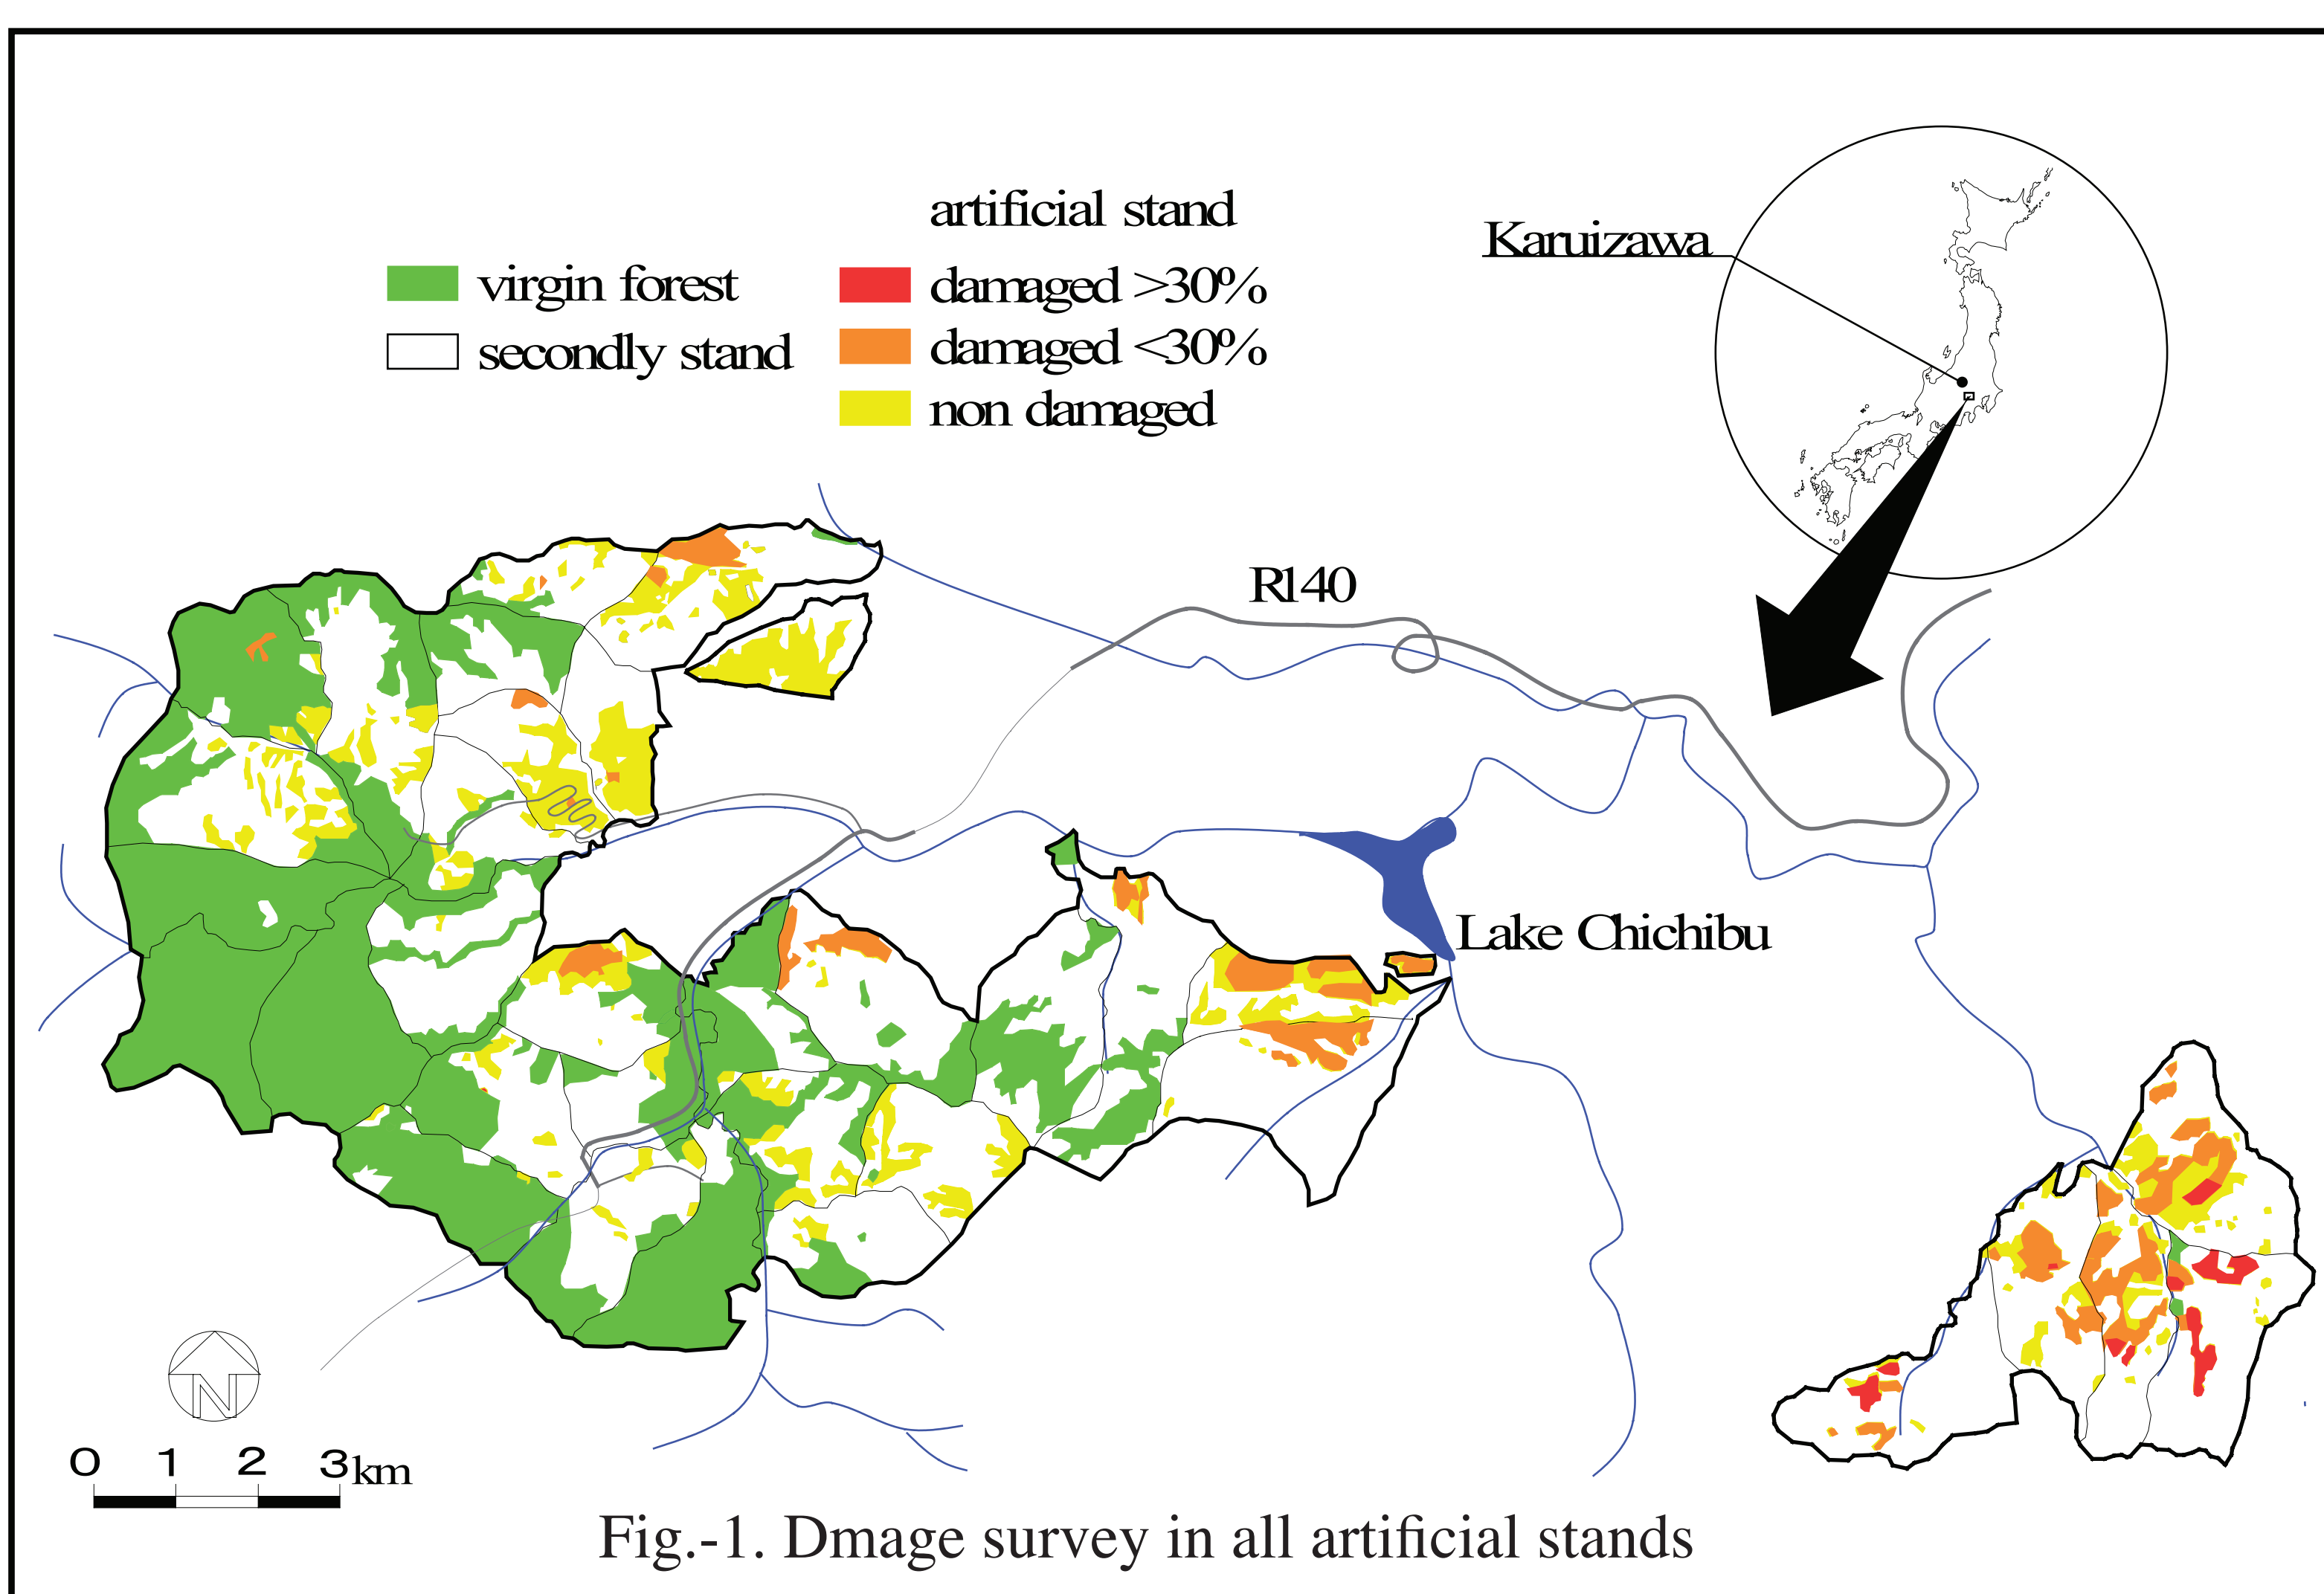 artificial stand
virgin forest
secondly stand
damaged >30%
damaged <30%
non damaged
Karuizawa
R140
Lake Chichibu
N
0 1 2 3km
Fig.-1. Dmage survey in all artificial stands